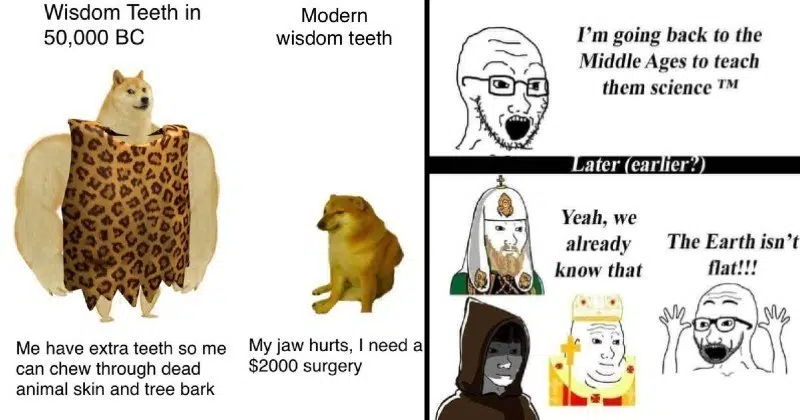 Wisdom Teeth in
50,000 BC
Modern
wisdom teeth
Me have extra teeth so me
can chew through dead
animal skin and tree bark
My jaw hurts, I need a
$2000 surgery
I'm going back to the
Middle Ages to teach
them science ™
Later (earlier?)
Yeah, we
already
know that
The Earth isn't
flat!!!